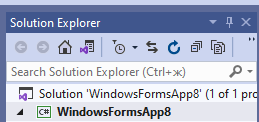 Solution Explorer
Search Solution Explorer (Ctrl+ж)
Solution 'WindowsFormsApp8' (1 of 1 pro
C# WindowsFormsApp8